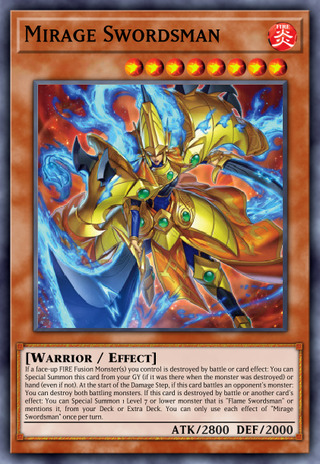 Mirage Swordsman
FIRE
炎
[Warrior / Effect]
If a face-up FIRE Fusion Monster(s) you control is destroyed by battle or card effect: You can
Special Summon this card from your GY (if it was there when the monster was destroyed) or
hand (even if not). At the start of the Damage Step, if this card battles an opponent's monster:
You can destroy both battling monsters. If this card is destroyed by battle or another card's
effect: You can Special Summon 1 Level 7 or lower monster that is "Flame Swordsman" or
mentions it, from your Deck or Extra Deck. You can only use each effect of "Mirage
Swordsman" once per turn.
ATK/2800 DEF/2000